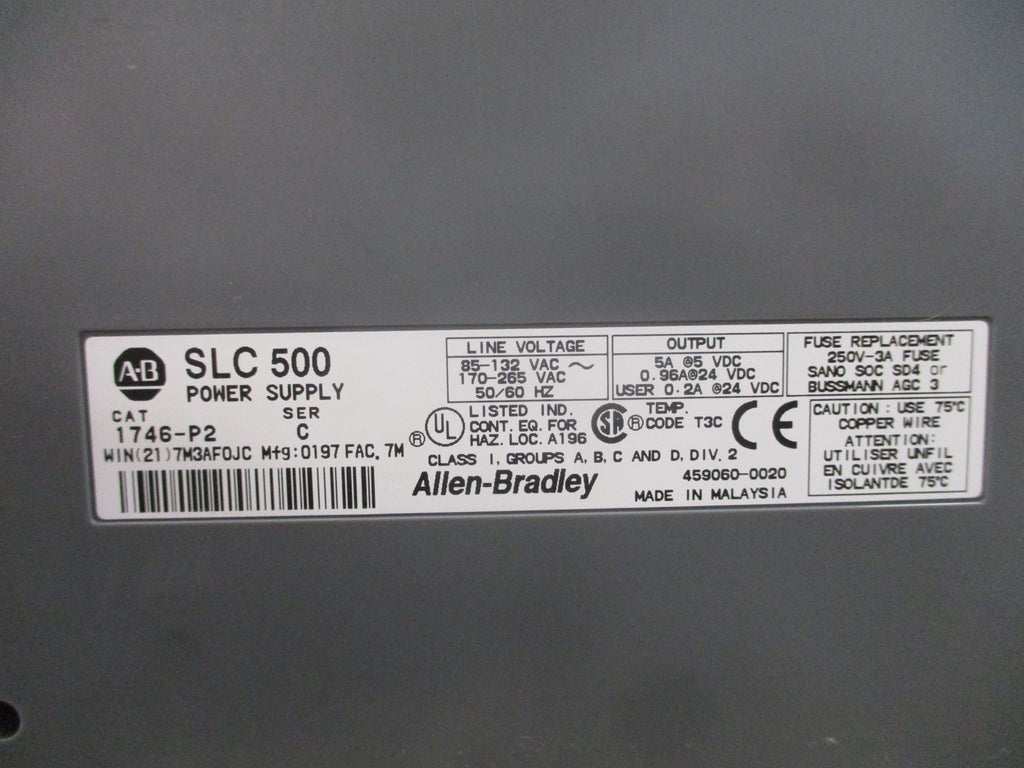 A-B
SLC 500
POWER SUPPLY
CAT SER
1746-P2 C
WIN(21)7M3AFOJC Mfg:0197 FAC. 7M
LINE VOLTAGE
85-132 VAC ~
170-265 VAC
50/60 HZ
OUTPUT
5A @5 VDC
0.96A@24 VDC
USER 0.2A @24 VDC
FUSE REPLACEMENT
250V-3A FUSE
SANO SOC SD4 or
BUSSMANN AGC 3
UL ®
LISTED IND.
CONT. EQ. FOR
HAZ. LOC. A196
SA ®
TEMP.
CODE T3C
CE
CLASS I, GROUPS A, B, C AND D, DIV. 2
Allen-Bradley
459060-0020
MADE IN MALAYSIA
CAUTION : USE 75°C
COPPER WIRE
ATTENTION:
UTILISER UNFIL
EN CUIVRE AVEC
ISOLANTDE 75°C